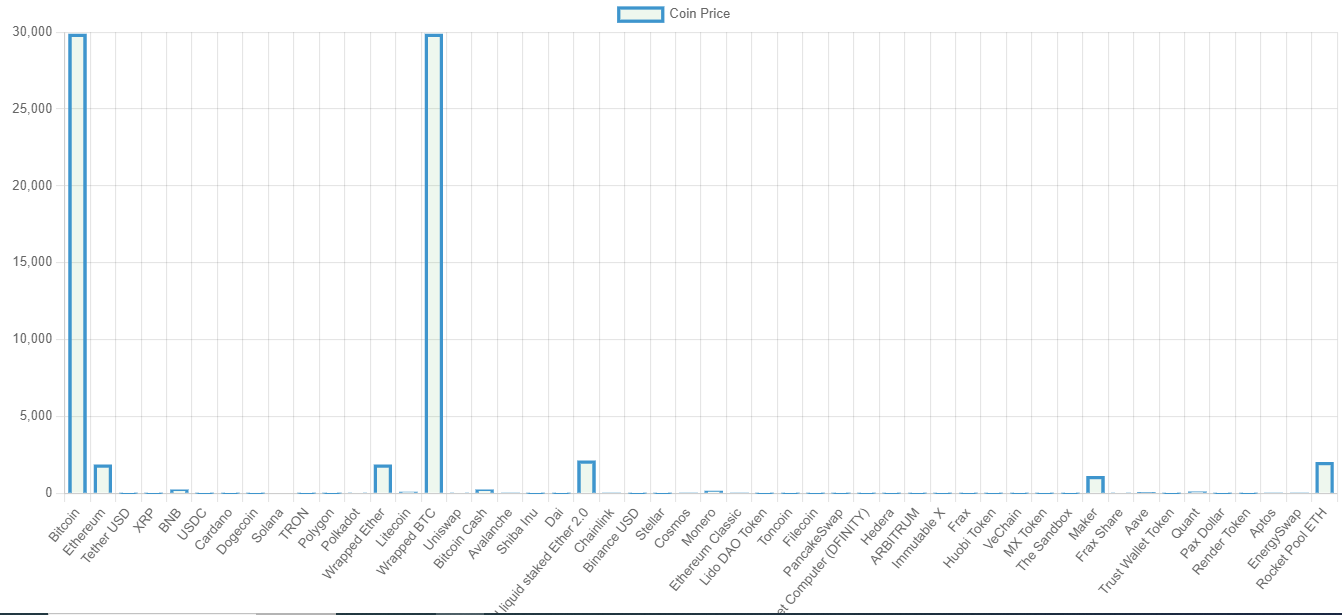 Coin Price
30,000
25,000
20,000
15,000
10,000
5,000
0
Bitcoin
Ethereum
Tether USD
XRP
BNB
USDC
Cardano
Dogecoin
Solana
TRON
Polygon
Polkadot
Wrapped Ether
Litecoin
Wrapped BTC
Uniswap
Bitcoin Cash
Avalanche
Shiba Inu
Dai
liquid staked Ether 2.0
Chainlink
Binance USD
Stellar
Cosmos
Monero
Ethereum Classic
Lido DAO Token
Toncoin
Filecoin
PancakeSwap
et Computer (DFINITY)
Hedera
ARBITRUM
Immutable X
Frax
Huobi Token
VeChain
MX Token
The Sandbox
Maker
Frax Share
Aave
Trust Wallet Token
Quant
Pax Dollar
Render Token
Aptos
EnergySwap
Rocket Pool ETH